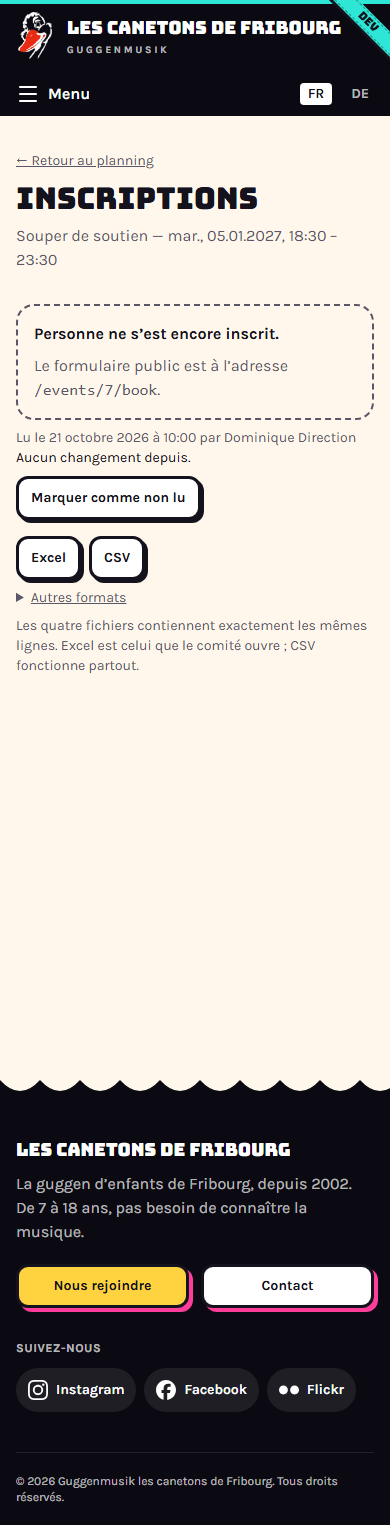 LES CANETONS DE FRIBOURG
GUGGENMUSIK
DEV
Menu
FR
DE
← Retour au planning
INSCRIPTIONS
Souper de soutien — mar., 05.01.2027, 18:30 –
23:30
Personne ne s’est encore inscrit.
Le formulaire public est à l’adresse
/events/7/book.
Lu le 21 octobre 2026 à 10:00 par Dominique Direction
Aucun changement depuis.
Marquer comme non lu
Excel
CSV
Autres formats
Les quatre fichiers contiennent exactement les mêmes
lignes. Excel est celui que le comité ouvre ; CSV
fonctionne partout.
LES CANETONS DE FRIBOURG
La guggen d’enfants de Fribourg, depuis 2002.
De 7 à 18 ans, pas besoin de connaître la
musique.
Nous rejoindre
Contact
SUIVEZ-NOUS
Instagram
Facebook
Flickr
© 2026 Guggenmusik les canetons de Fribourg. Tous droits
réservés.